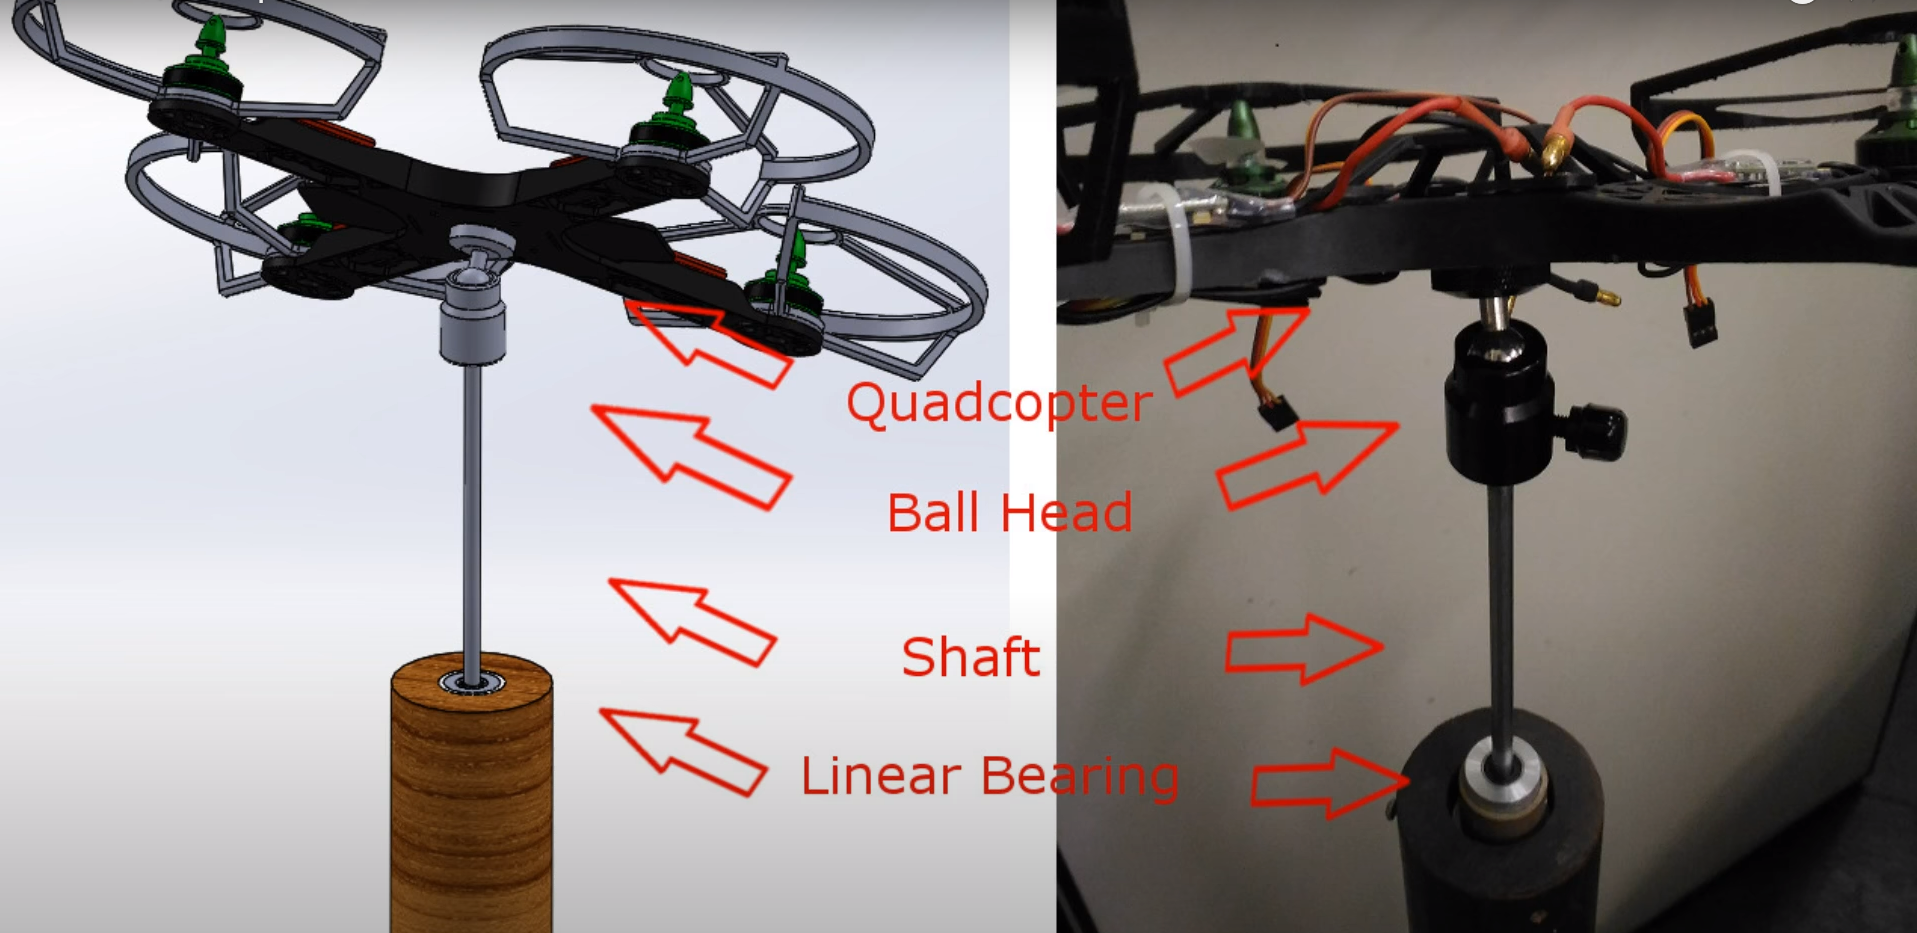 Quadcopter
Ball Head
Shaft
Linear Bearing